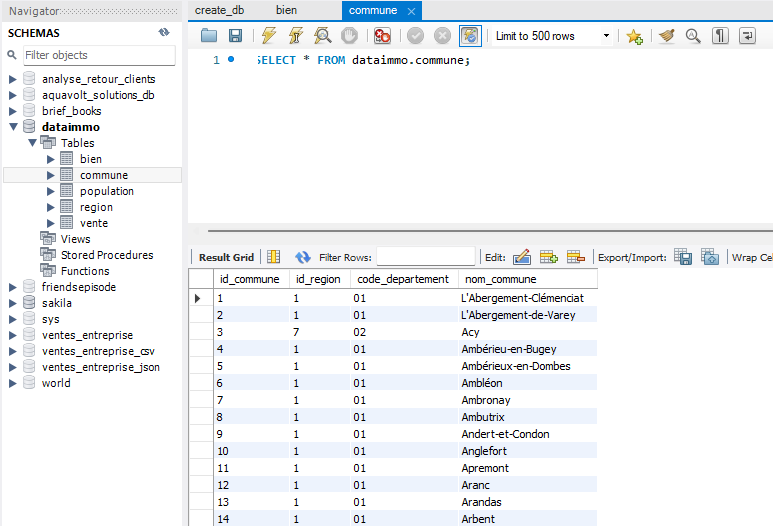 Navigator
create_db bien commune
SCHEMAS
Limit to 500 rows
Filter objects
1 SELECT * FROM dataimmo.commune;
analyse_retour_clients
aquavolt_solutions_db
brief_books
dataimmo
Tables
bien
commune
population
region
vente
Views
Stored Procedures
Functions
friendsepisode
sakila
sys
ventes_entreprise
ventes_entreprise_csv
ventes_entreprise_json
world
Result Grid Filter Rows: Edit: Export/Import: Wrap Cel
id_commune id_region code_departement nom_commune
1 1 01 L'Abergement-Clémenciat
2 1 01 L'Abergement-de-Varey
3 7 02 Acy
4 1 01 Ambérieu-en-Bugey
5 1 01 Ambérieux-en-Dombes
6 1 01 Ambléon
7 1 01 Ambronay
8 1 01 Ambutrix
9 1 01 Andert-et-Condon
10 1 01 Anglefort
11 1 01 Apremont
12 1 01 Aranc
13 1 01 Arandas
14 1 01 Arbent